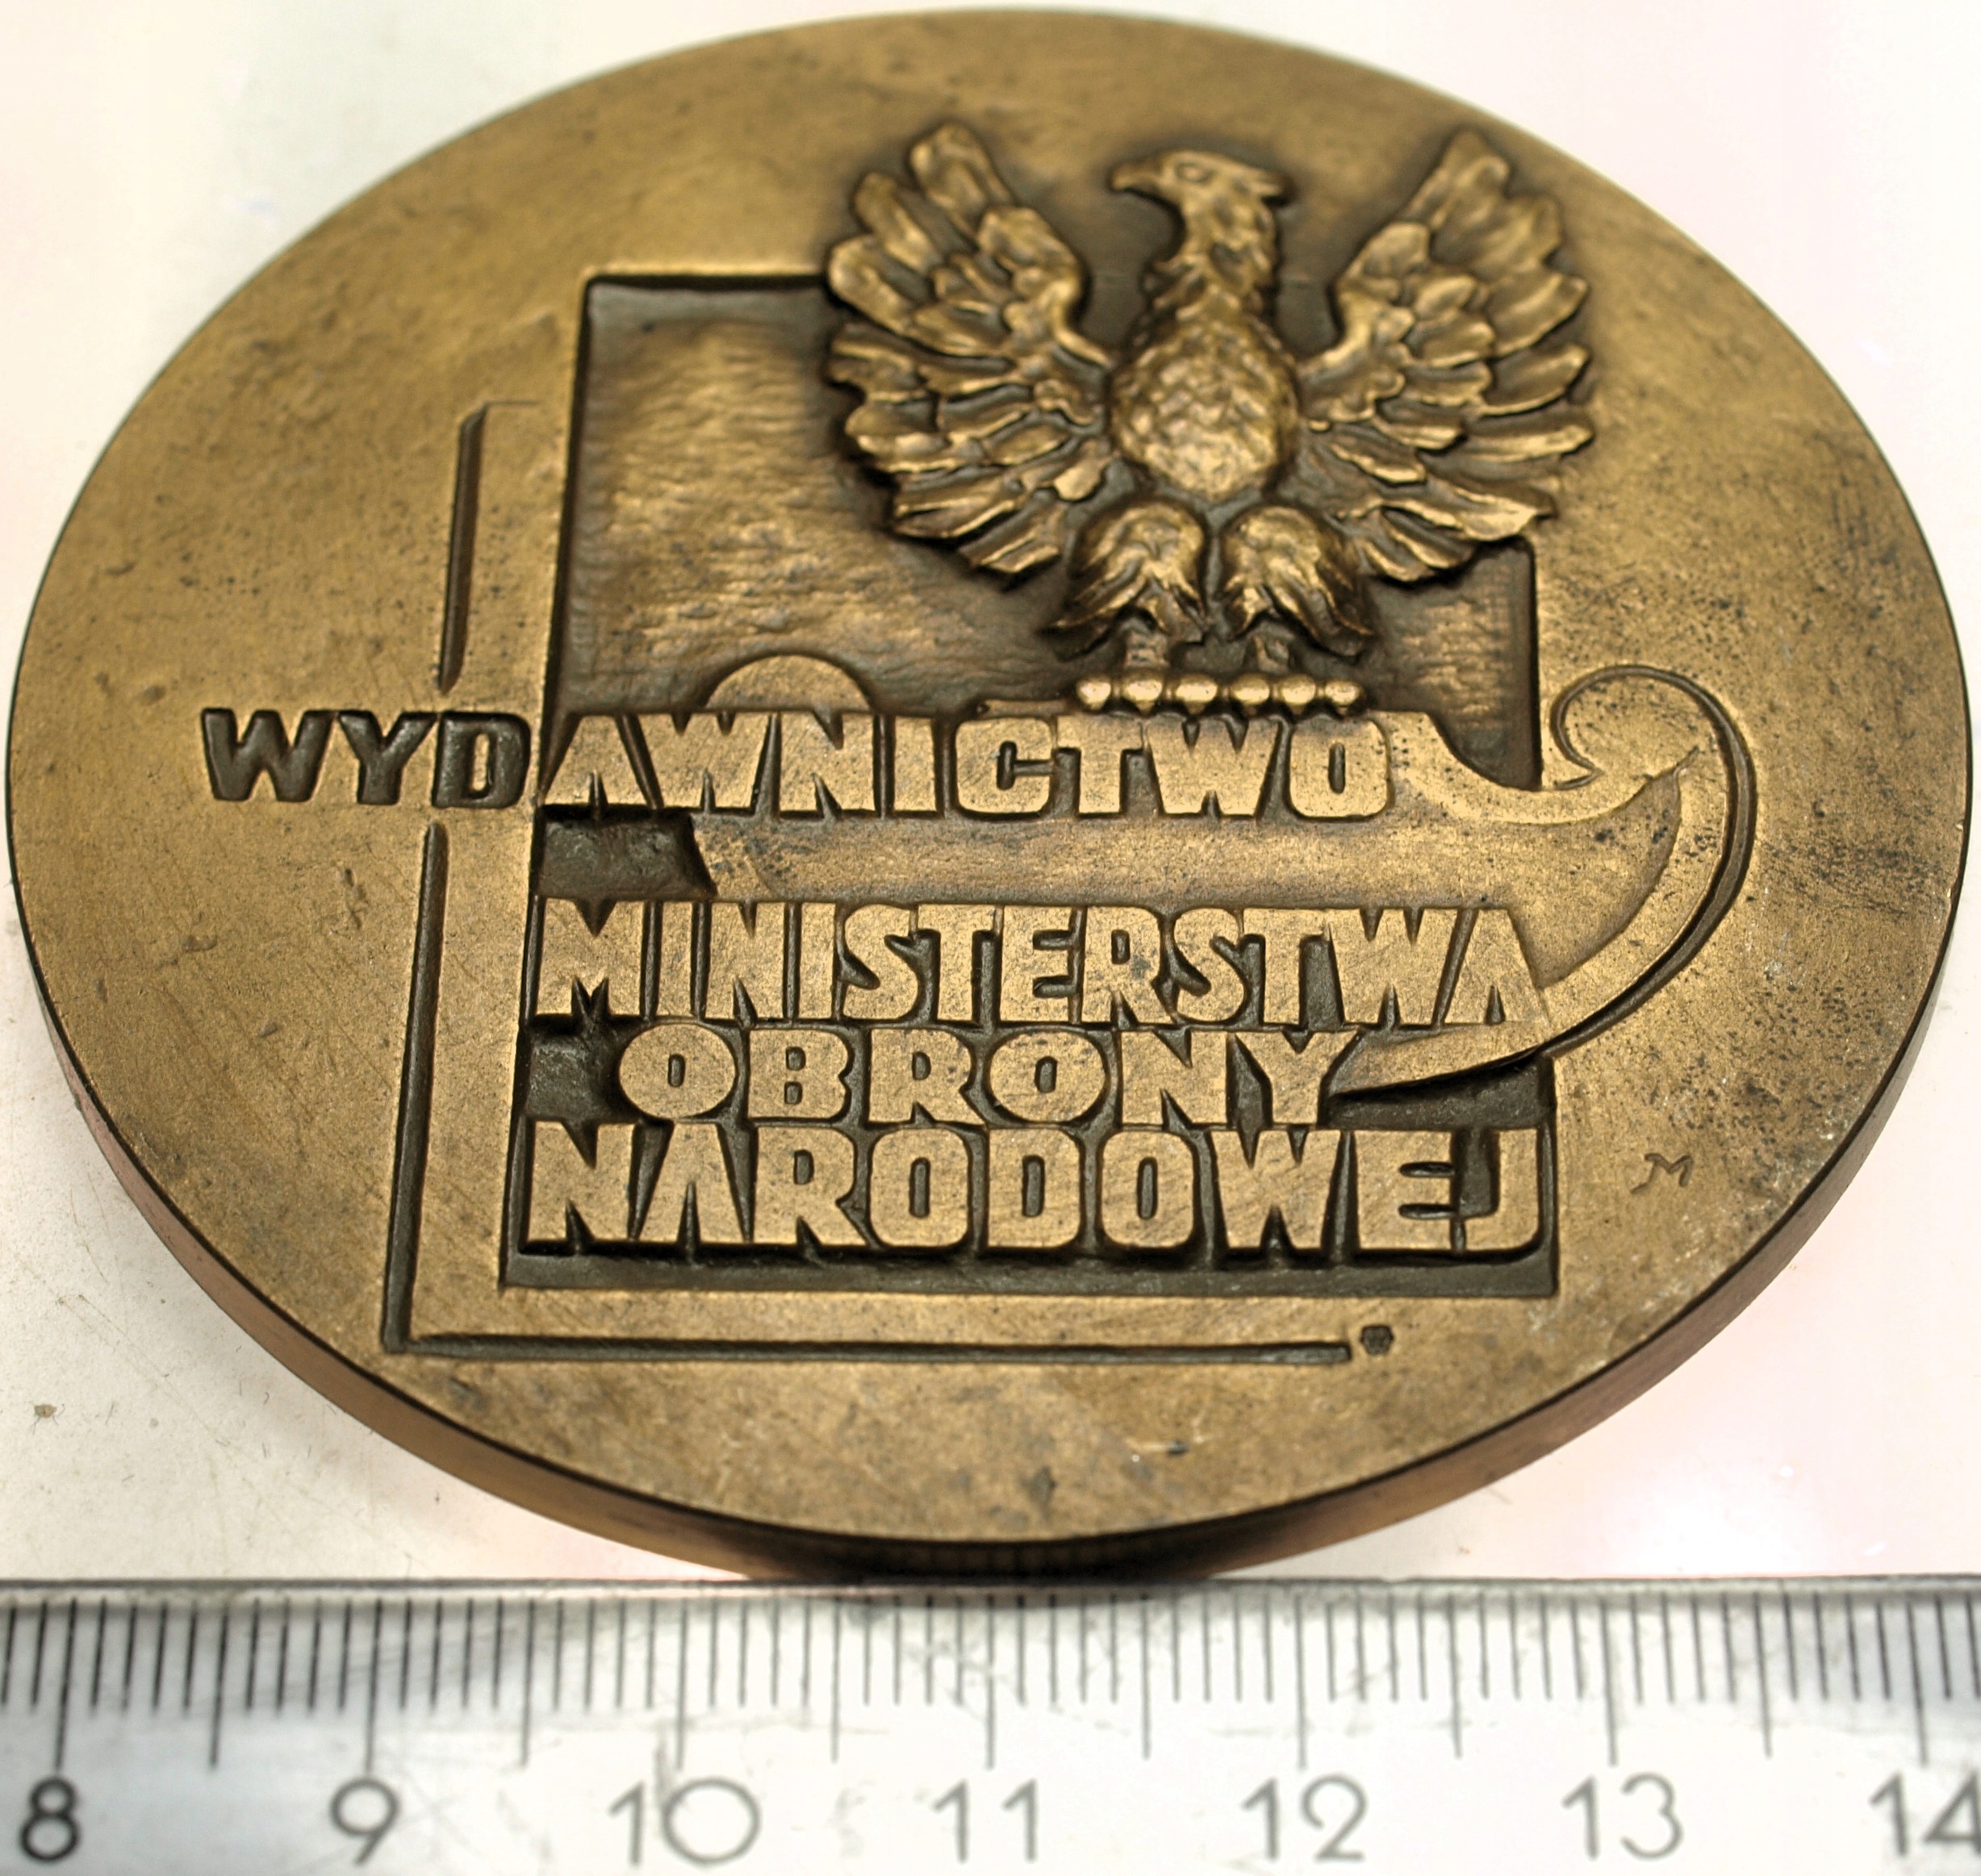 WYDAWNICTWO
MINISTERSTWA
OBRONY
NARODOWEJ
M
8 9 10 11 12 13 14